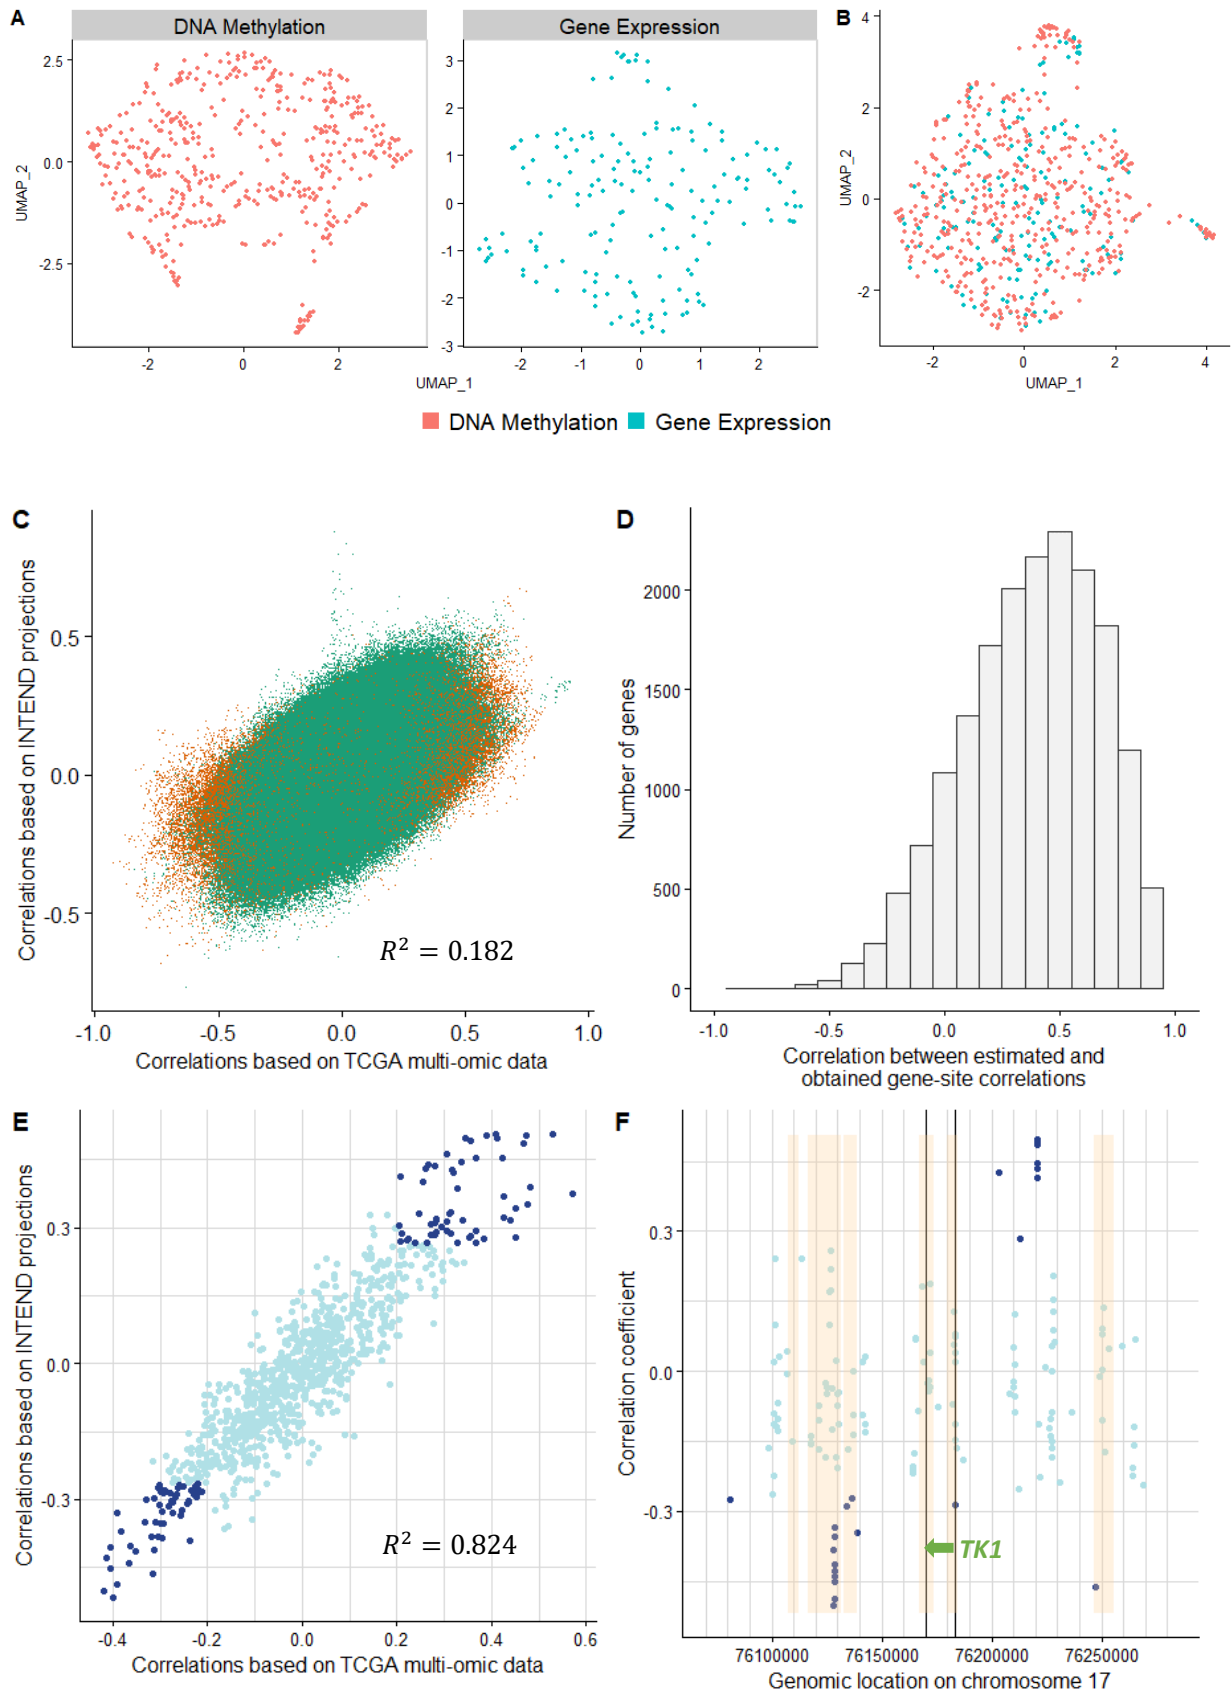 A
DNA Methylation
Gene Expression
B
UMAP_2
2.5
0.0
-2.5
-2
0
2
3
2
1
0
-1
-2
-3
-2
-1
0
1
2
UMAP_1
UMAP_2
4
2
0
-2
-2
0
2
4
UMAP_1
DNA Methylation
Gene Expression
C
Correlations based on INTEND projections
0.5
0.0
-0.5
R² = 0.182
-1.0
-0.5
0.0
0.5
1.0
Correlations based on TCGA multi-omic data
D
Number of genes
2000
1500
1000
500
0
-1.0
-0.5
0.0
0.5
1.0
Correlation between estimated and
obtained gene-site correlations
E
Correlations based on INTEND projections
0.3
0.0
-0.3
R² = 0.824
-0.4
-0.2
0.0
0.2
0.4
0.6
Correlations based on TCGA multi-omic data
F
Correlation coefficient
0.3
0.0
-0.3
TK1
76100000
76150000
76200000
76250000
Genomic location on chromosome 17